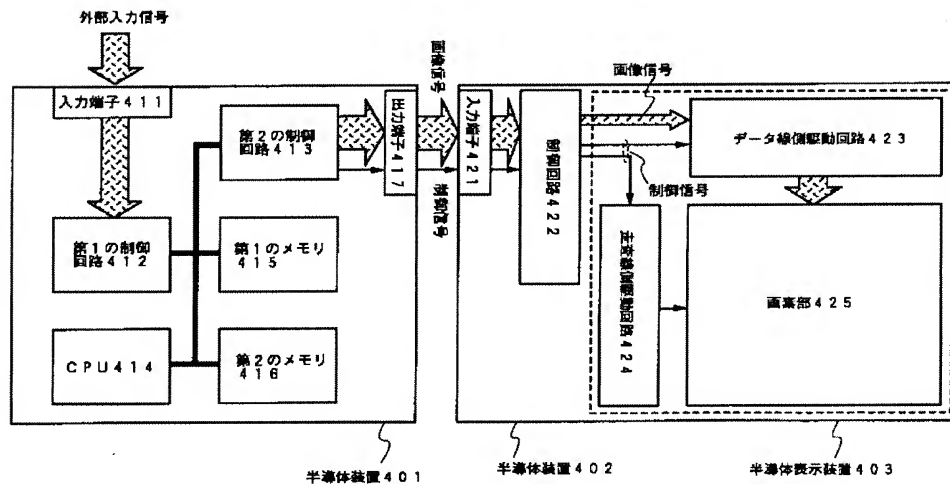 外部入力信号
入力端子411
第2の制御
回路413
出力端子417
第1の制御
回路412
第1のメモリ
415
CPU414
第2のメモリ
416
半導体装置401
画像信号
制御信号
入力端子421
制御回路422
画像信号
制御信号
データ線側駆動回路423
走査線側駆動回路424
画素部425
半導体装置402
半導体表示装置403